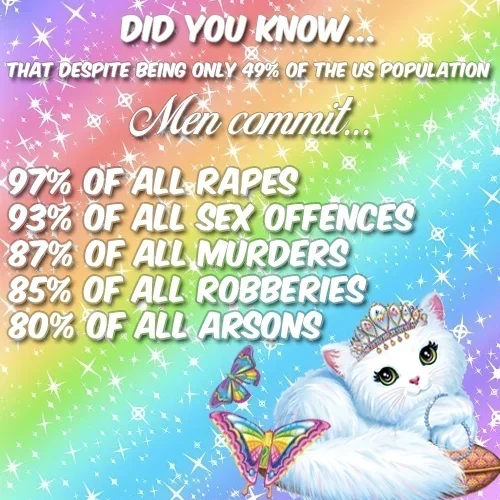 DID YOU KNOW...
THAT DESPITE BEING ONLY 49% OF THE US POPULATION
Men commit...
97% OF ALL RAPES
93% OF ALL SEX OFFENCES
87% OF ALL MURDERS
85% OF ALL ROBBERIES
80% OF ALL ARSONS